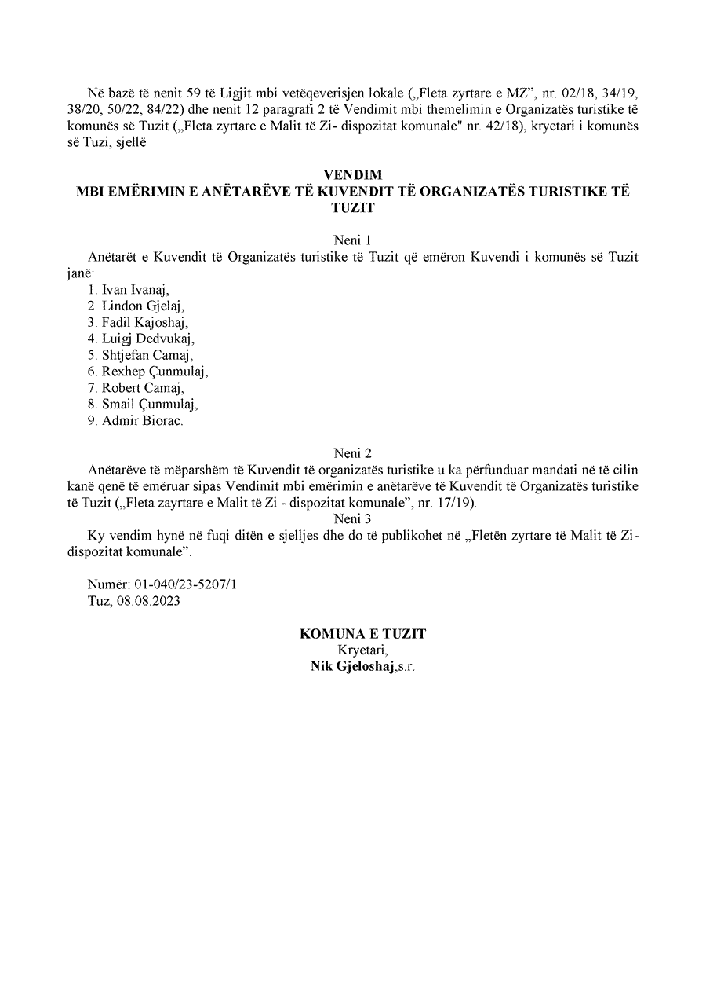 Në bazë të nenit 59 të Ligjit mbi vetëqeverisjen lokale („Fleta zyrtare e MZ”, nr. 02/18, 34/19,
38/20, 50/22, 84/22) dhe nenit 12 paragrafi 2 të Vendimit mbi themelimin e Organizatës turistike të
komunës së Tuzit („Fleta zyrtare e Malit të Zi- dispozitat komunale" nr. 42/18), kryetari i komunës
së Tuzi, sjellë
VENDIM
MBI EMËRIMIN E ANËTARËVE TË KUVENDIT TË ORGANIZATËS TURISTIKE TË
TUZIT
Neni 1
Anëtarët e Kuvendit të Organizatës turistike të Tuzit që emëron Kuvendi i komunës së Tuzit
janë:
1. Ivan Ivanaj,
2. Lindon Gjelaj,
3. Fadil Kajoshaj,
4. Luigj Dedvukaj,
5. Shtjefan Camaj,
6. Rexhep Çunmulaj,
7. Robert Camaj,
8. Smail Çunmulaj,
9. Admir Biorac.
Neni 2
Anëtarëve të mëparshëm të Kuvendit të organizatës turistike u ka përfunduar mandati në të cilin
kanë qenë të emëruar sipas Vendimit mbi emërimin e anëtarëve të Kuvendit të Organizatës turistike
të Tuzit („Fleta zayrtare e Malit të Zi - dispozitat komunale”, nr. 17/19).
Neni 3
Ky vendim hynë në fuqi ditën e sjelljes dhe do të publikohet në „Fletën zyrtare të Malit të Zi-
dispozitat komunale”.
Numër: 01-040/23-5207/1
Tuz, 08.08.2023
KOMUNA E TUZIT
Kryetari,
Nik Gjeloshaj,s.r.